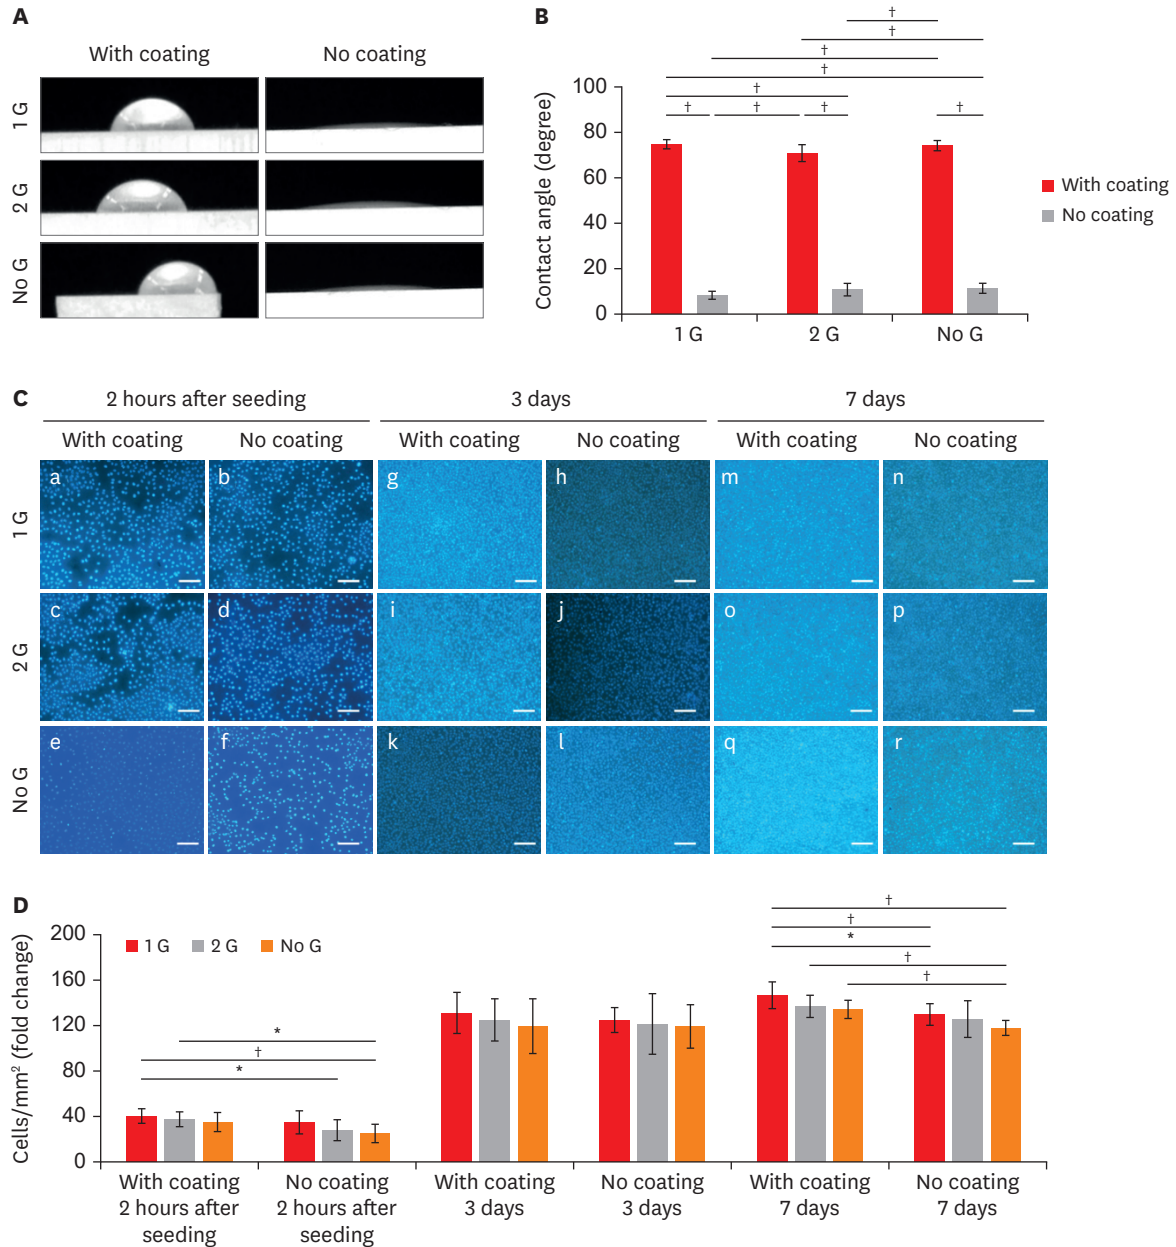 A
With coating
No coating
1 G
2 G
No G
B
†
†
†
†
†
† † † †
Contact angle (degree)
100
80
60
40
20
0
1 G 2 G No G
With coating
No coating
C
2 hours after seeding 3 days 7 days
With coating No coating With coating No coating With coating No coating
1 G
a b g h m n
2 G
c d i j o p
No G
e f k l q r
D
Cells/mm² (fold change)
200
160
120
80
40
0
1 G 2 G No G
*
†
*
†
†
*
†
†
With coating No coating With coating No coating With coating No coating
2 hours after 2 hours after 3 days 3 days 7 days 7 days
seeding seeding